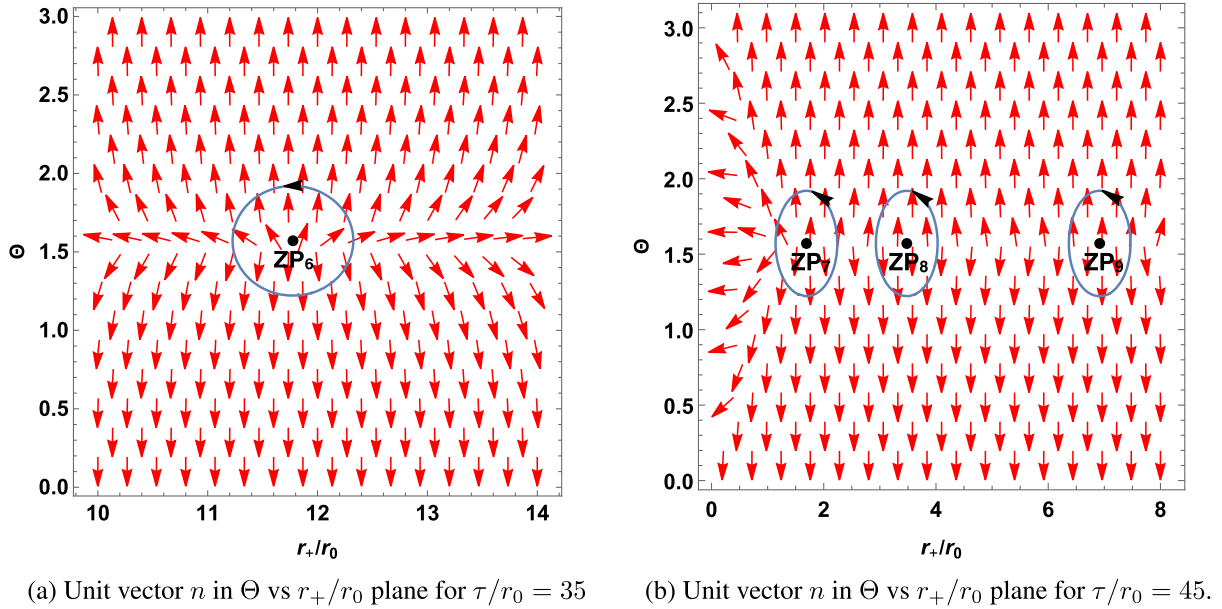 3.0
2.5
2.0
1.5
1.0
0.5
0.0
Θ
ZP₆
10 11 12 13 14
r₊/r₀
(a) Unit vector n in Θ vs r₊/r₀ plane for τ/r₀ = 35
3.0
2.5
2.0
1.5
1.0
0.5
0.0
Θ
ZP₇ ZP₈ ZP₉
0 2 4 6 8
r₊/r₀
(b) Unit vector n in Θ vs r₊/r₀ plane for τ/r₀ = 45.